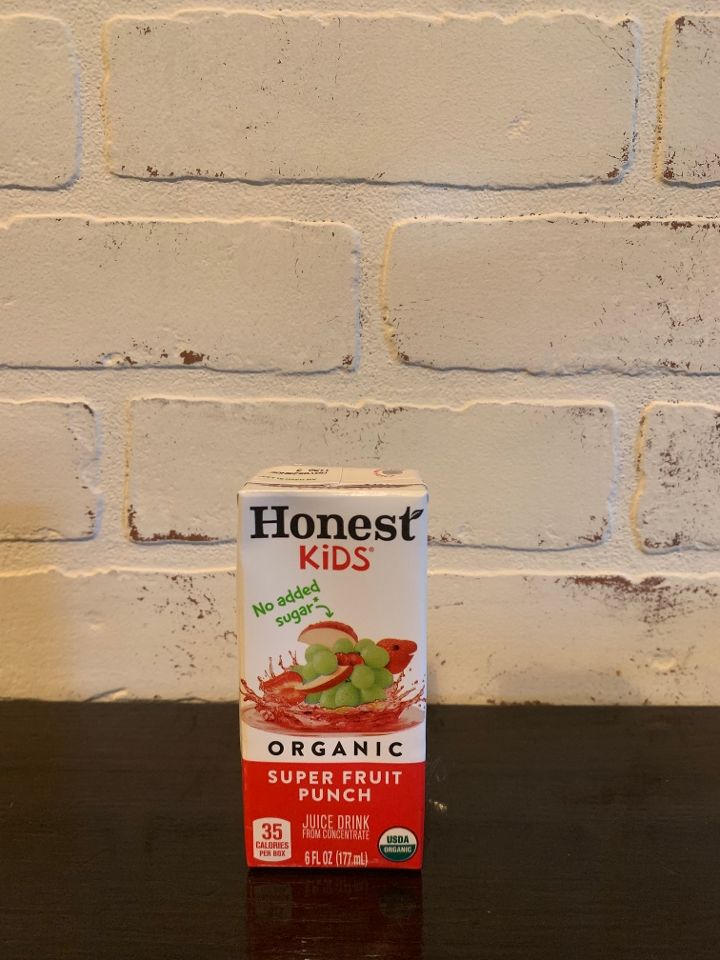 Honest
KiDS®
No added
sugar*
ORGANIC
SUPER FRUIT
PUNCH
JUICE DRINK
FROM CONCENTRATE
35
CALORIES
PER BOX
6 FL OZ (177 mL)
USDA
ORGANIC